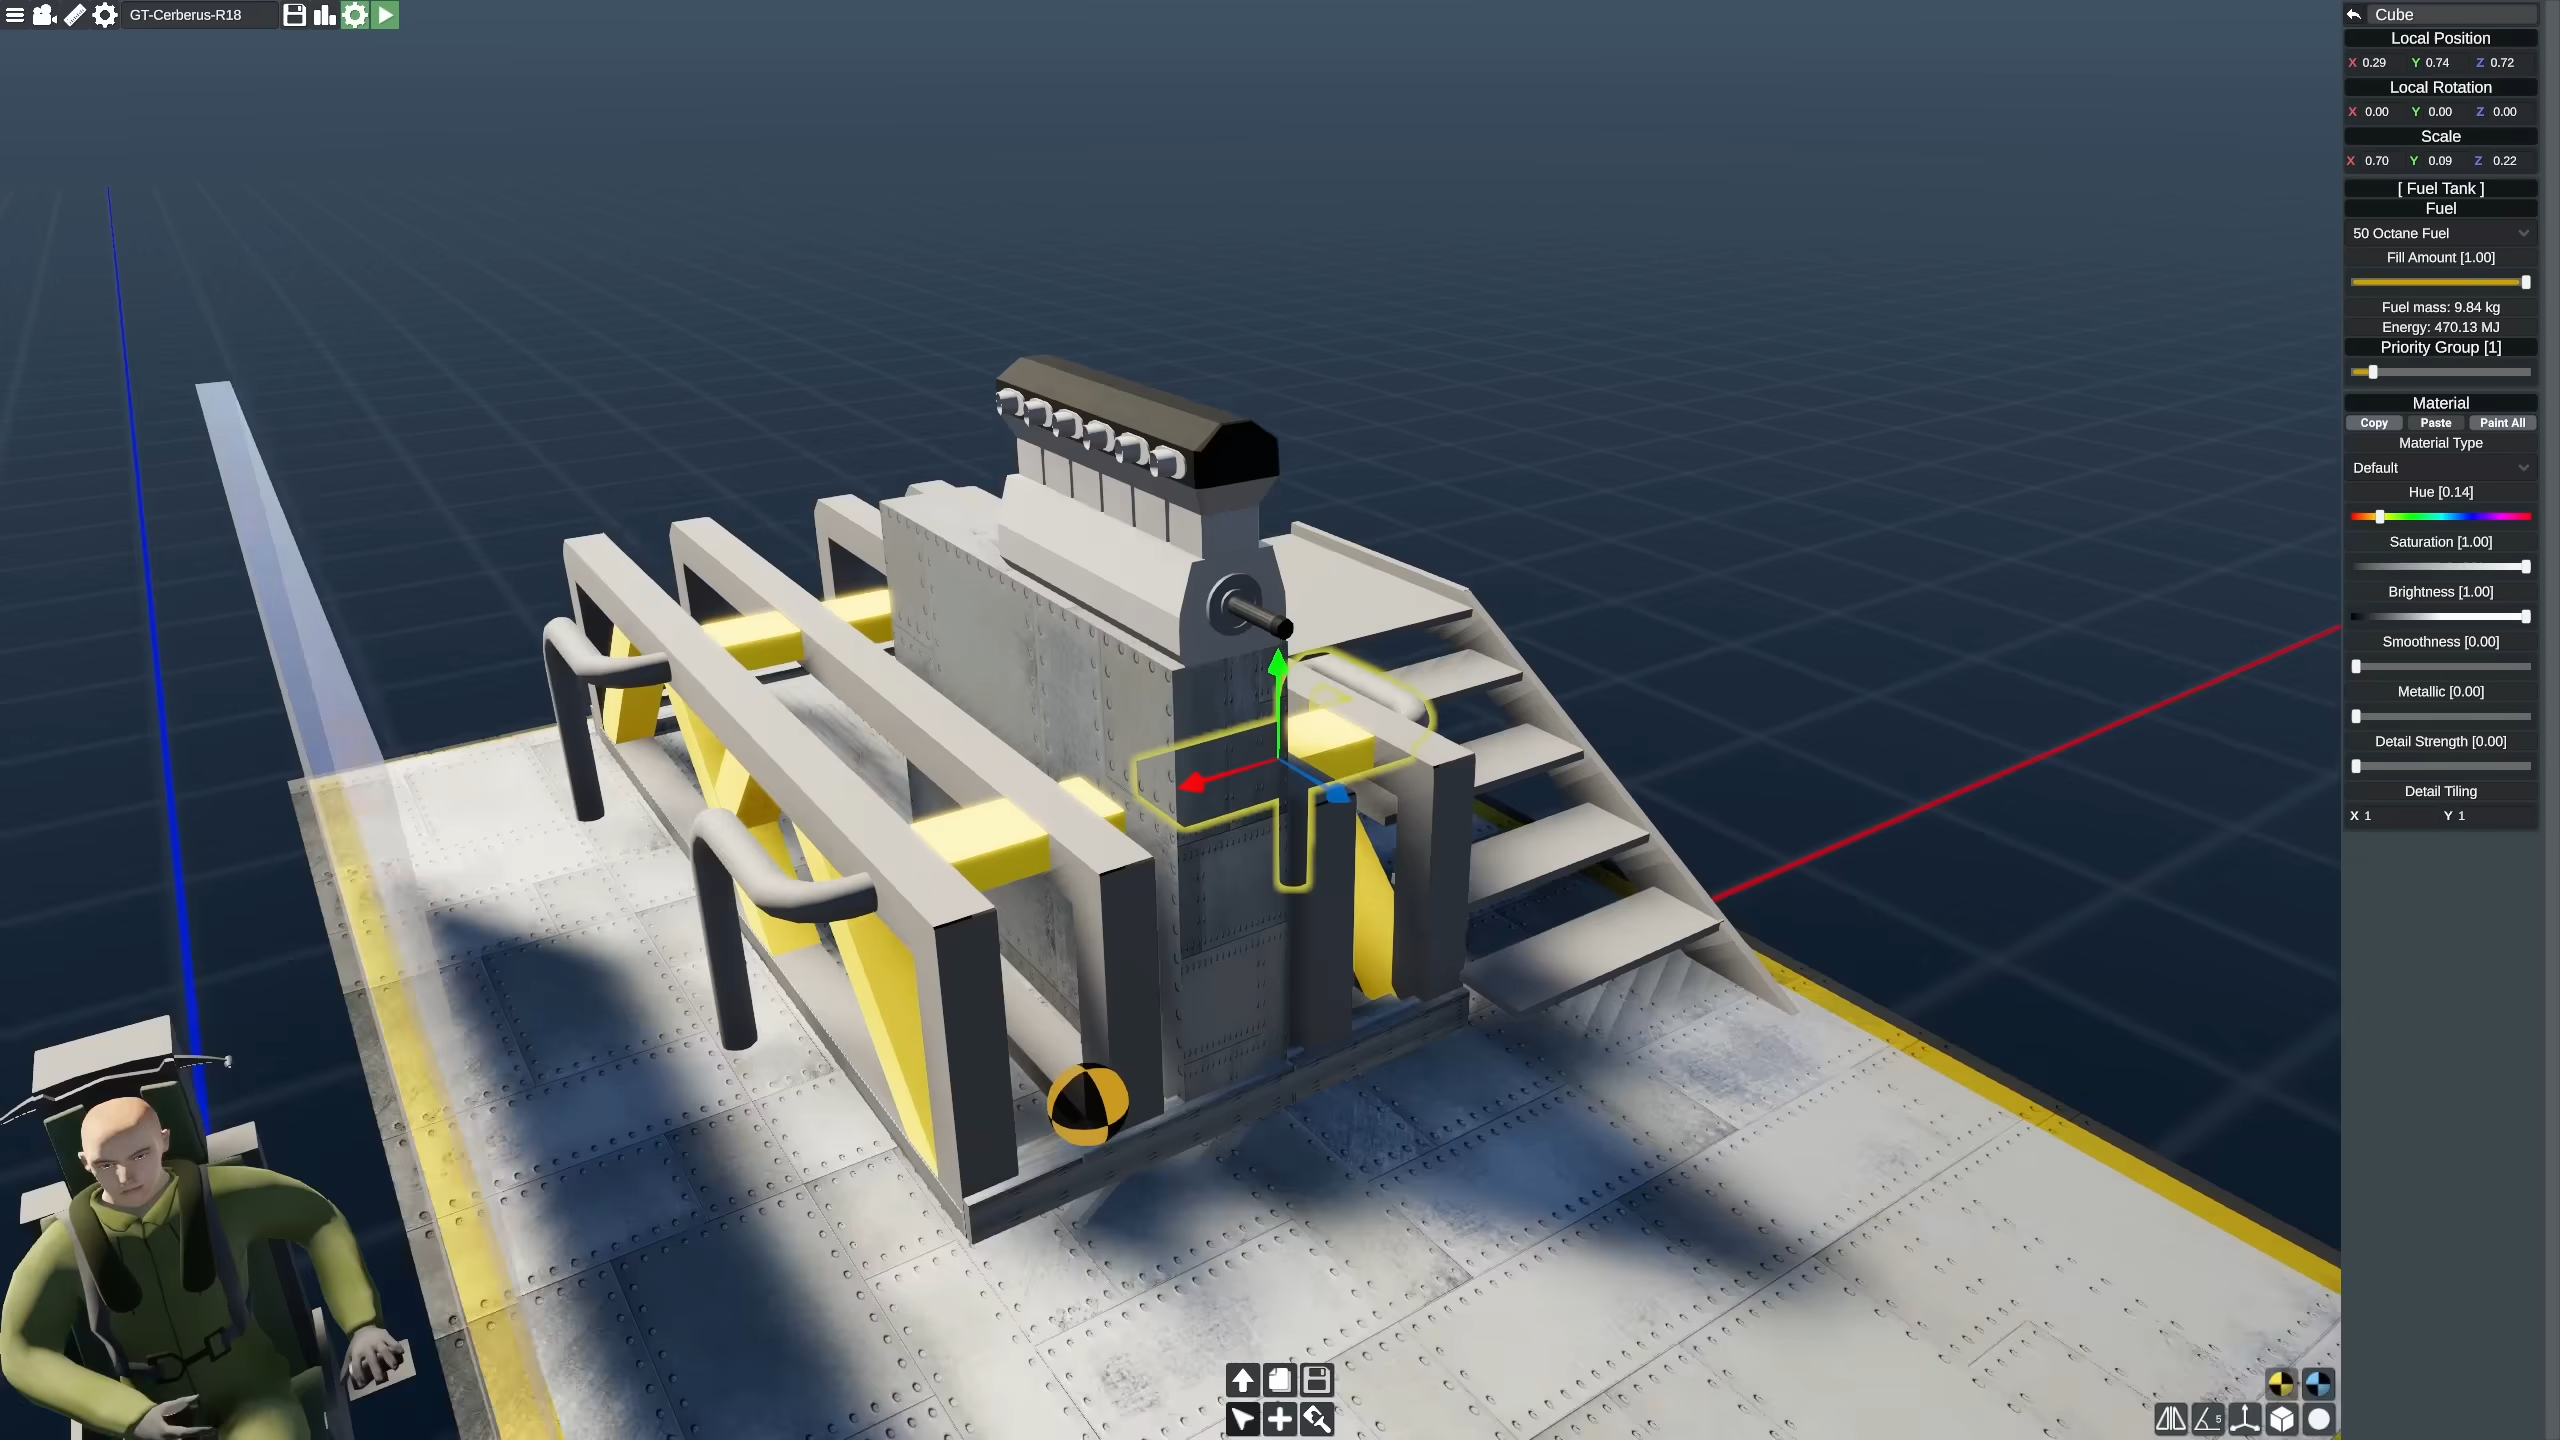 GT-Cerberus-R18
Cube
Local Position
X 0.29 Y 0.74 Z 0.72
Local Rotation
X 0.00 Y 0.00 Z 0.00
Scale
X 0.70 Y 0.09 Z 0.22
[ Fuel Tank ]
Fuel
50 Octane Fuel
Fill Amount [1.00]
Fuel mass: 9.84 kg
Energy: 470.13 MJ
Priority Group [1]
Material
Copy Paste Paint All
Material Type
Default
Hue [0.14]
Saturation [1.00]
Brightness [1.00]
Smoothness [0.00]
Metallic [0.00]
Detail Strength [0.00]
Detail Tiling
X 1 Y 1
5